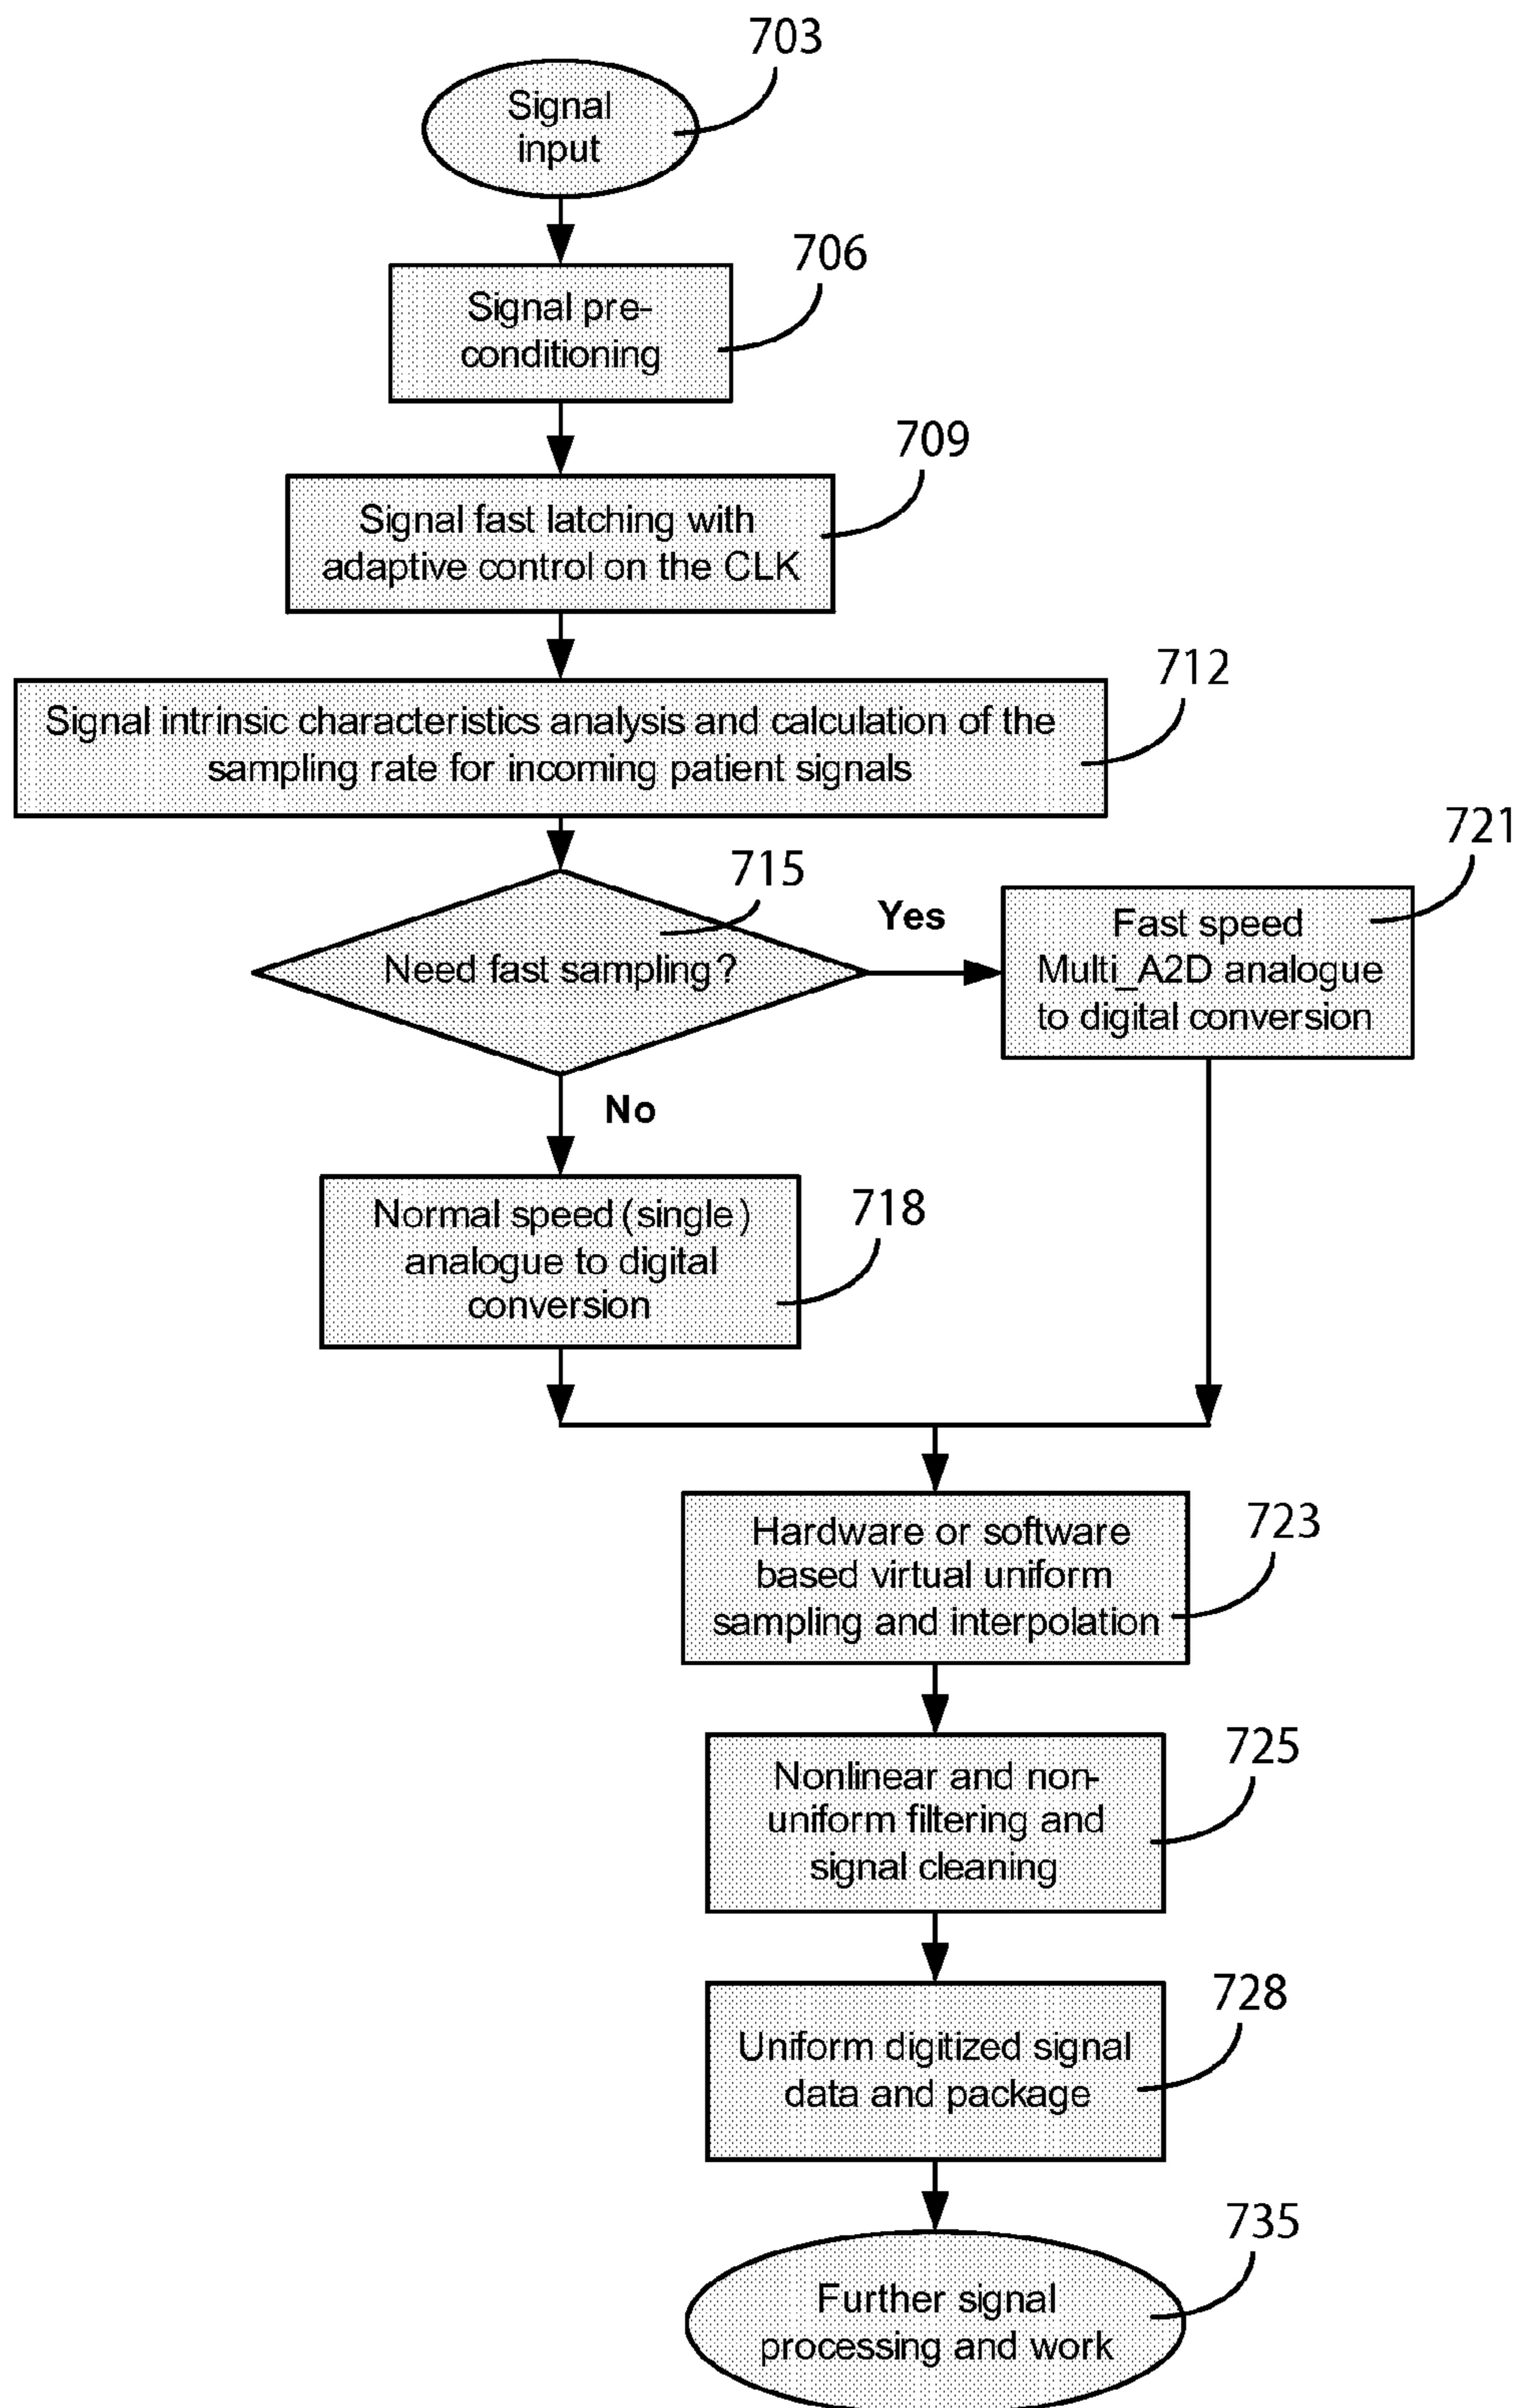 703
Signal
input
706
Signal pre-
conditioning
709
Signal fast latching with
adaptive control on the CLK
712
Signal intrinsic characteristics analysis and calculation of the
sampling rate for incoming patient signals
715
Need fast sampling?
Yes
721
Fast speed
Multi_A2D analogue
to digital conversion
No
718
Normal speed (single)
analogue to digital
conversion
723
Hardware or software
based virtual uniform
sampling and interpolation
725
Nonlinear and non-
uniform filtering and
signal cleaning
728
Uniform digitized signal
data and package
735
Further signal
processing and work